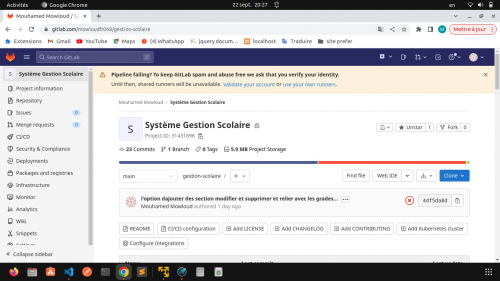 Activités Google Chrome 22 sept. 20:27 en
Mouhamed Mowloud / Sy
gitlab.com/mowloudfr068/gestion-scolaire Mettre à jour
Extensions Gmail YouTube Maps (4) WhatsApp jquery docum... localhost Traduire site prefer
Search GitLab
S Système Gestion Scolaire
Project information
Repository
Issues 0
Merge requests 0
CI/CD
Security & Compliance
Deployments
Packages and registries
Infrastructure
Monitor
Analytics
Wiki
Snippets
Settings
Collapse sidebar
Pipeline failing? To keep GitLab spam and abuse free we ask that you verify your identity.
Until then, shared runners will be unavailable. Validate your account or use your own runners.
Mouhamed Mowloud › Système Gestion Scolaire
S
Système Gestion Scolaire
Project ID: 31431696
Unstar 1 Fork 0
23 Commits 1 Branch 0 Tags 5.9 MB Project Storage
main gestion-scolaire / + Find file Web IDE Clone
l'option dajouter des section modifier et supprimer et relier avec les grades...
Mouhamed Mowloud authored 1 day ago
4df5da8d
README CI/CD configuration Add LICENSE Add CHANGELOG Add CONTRIBUTING Add Kubernetes cluster
Configure Integrations
Name Last commit Last update